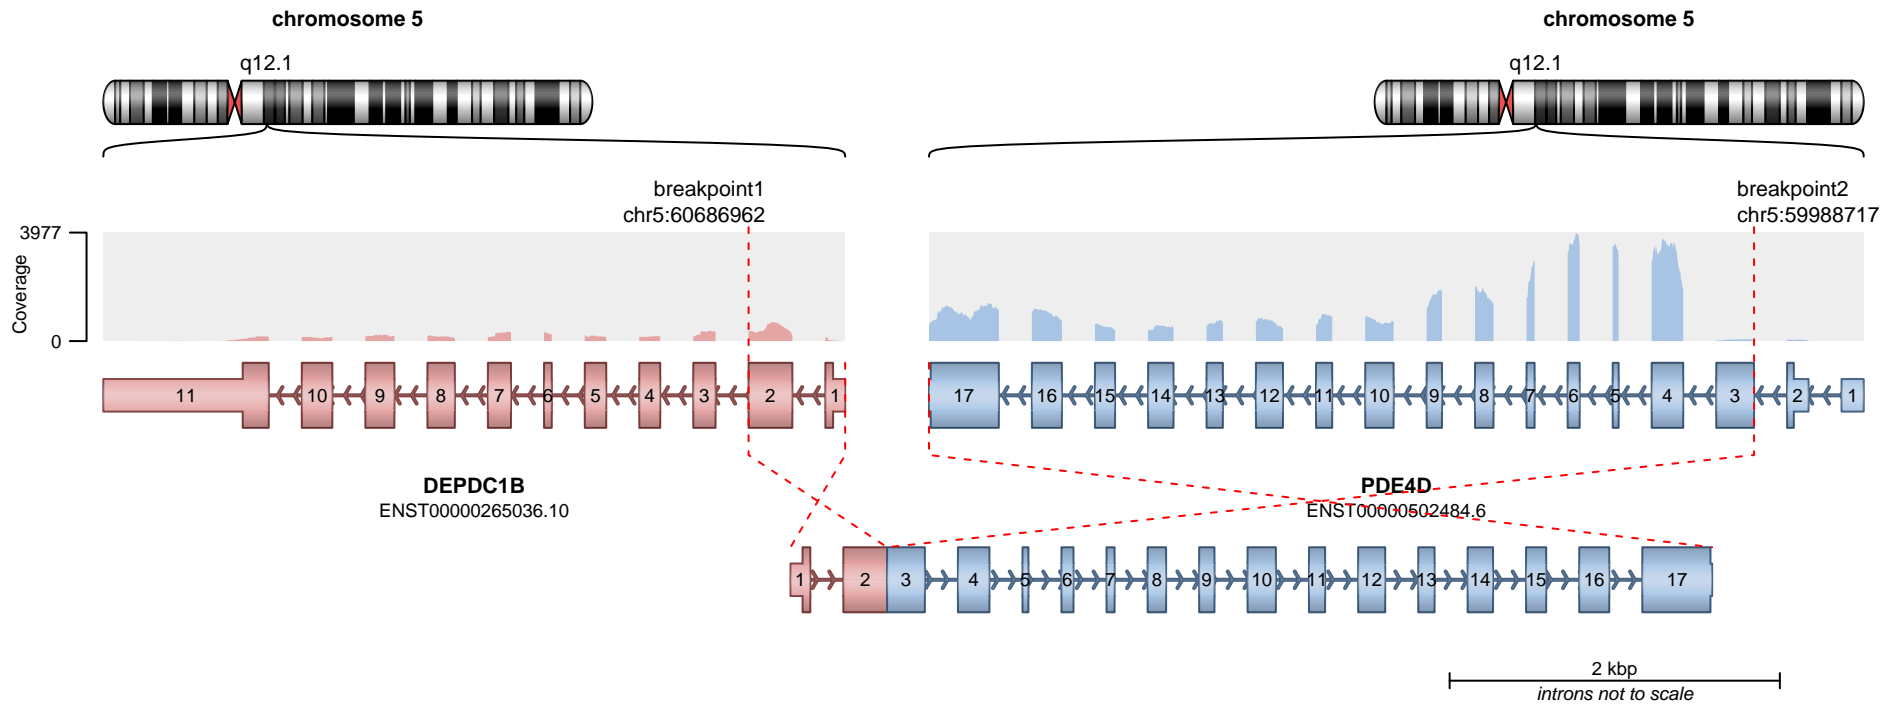 chromosome 5
chromosome 5
q12.1
q12.1
breakpoint1
chr5:60686962
breakpoint2
chr5:59988717
3977
Coverage
0
11 10 9 8 7 6 5 4 3 2 1
17 16 15 14 13 12 11 10 9 8 7 6 5 4 3 2 1
DEPDC1B
ENST00000265036.10
PDE4D
ENST00000502484.6
1 2 3 4 5 6 7 8 9 10 11 12 13 14 15 16 17
2 kbp
introns not to scale